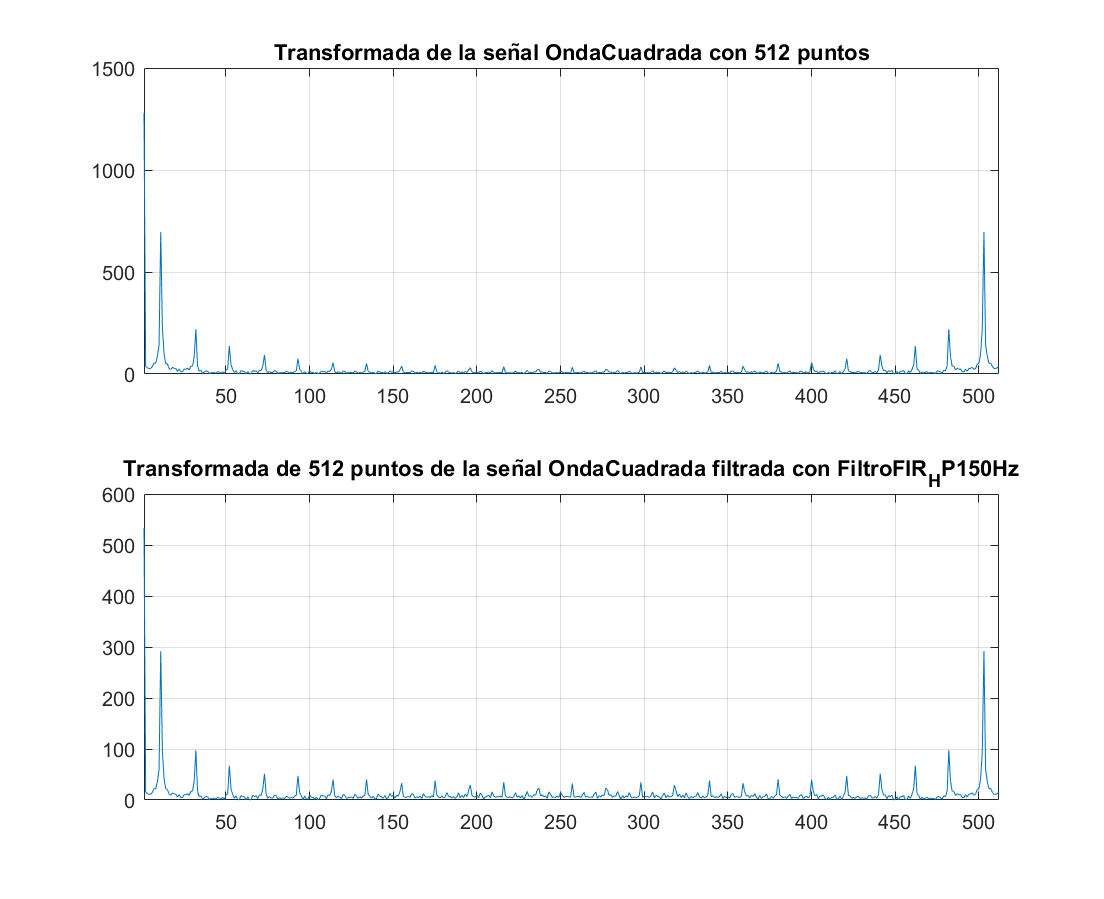 Transformada de la señal OndaCuadrada con 512 puntos
1500
1000
500
0
50 100 150 200 250 300 350 400 450 500
Transformada de 512 puntos de la señal OndaCuadrada filtrada con FiltroFIR_HP150Hz
600
500
400
300
200
100
0
50 100 150 200 250 300 350 400 450 500